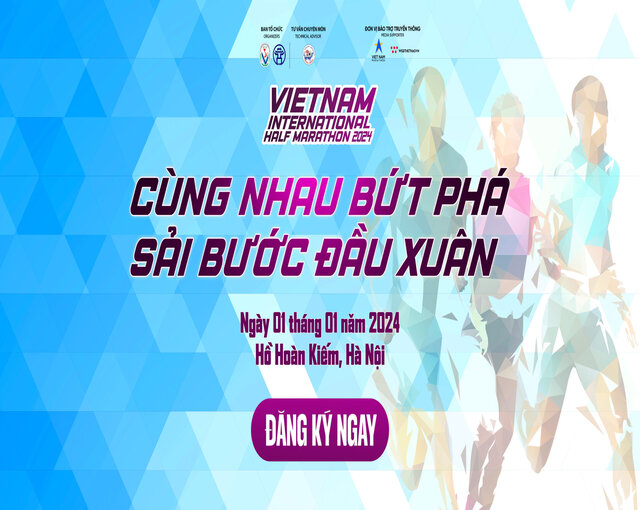 BAN TỔ CHỨC TƯ VẤN CHUYÊN MÔN ĐƠN VỊ BẢO TRỢ TRUYỀN THÔNG
ORGANIZERS TECHNICAL ADVISOR MEDIA SUPPORTER
VIETNAM
INTERNATIONAL
HALF MARATHON 2024
CÙNG NHAU BỨT PHÁ
SẢI BƯỚC ĐẦU XUÂN
Ngày 01 tháng 01 năm 2024
Hồ Hoàn Kiếm, Hà Nội
ĐĂNG KÝ NGAY